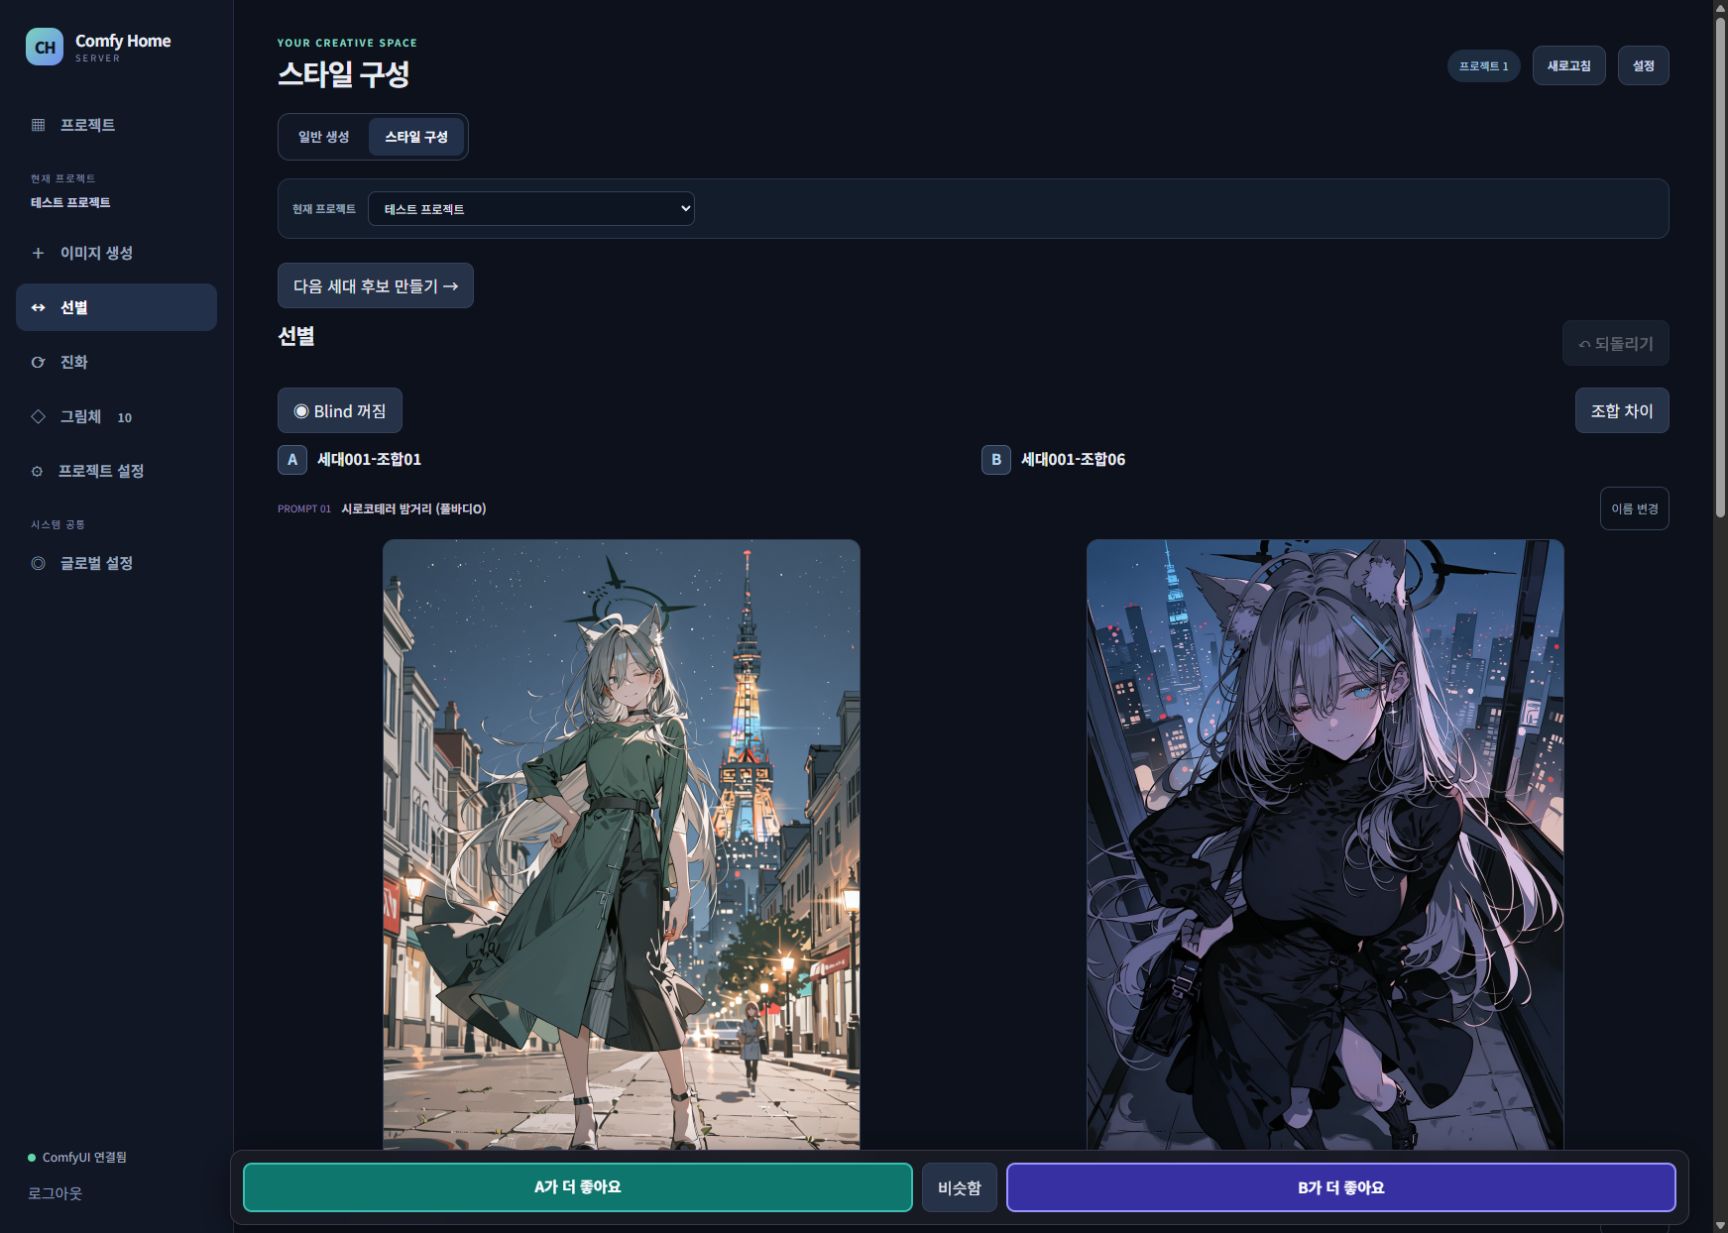 CH
Comfy Home
SERVER
프로젝트
현재 프로젝트
테스트 프로젝트
이미지 생성
선별
진화
그림체 10
프로젝트 설정
시스템 공통
글로벌 설정
ComfyUI 연결됨
로그아웃
YOUR CREATIVE SPACE
스타일 구성
프로젝트 1
새로고침
설정
일반 생성
스타일 구성
현재 프로젝트
테스트 프로젝트
다음 세대 후보 만들기 →
선별
되돌리기
Blind 꺼짐
조합 차이
A 세대001-조합01
B 세대001-조합06
PROMPT 01 시로코테러 밤거리 (풀바디O)
이름 변경
A가 더 좋아요
비슷함
B가 더 좋아요